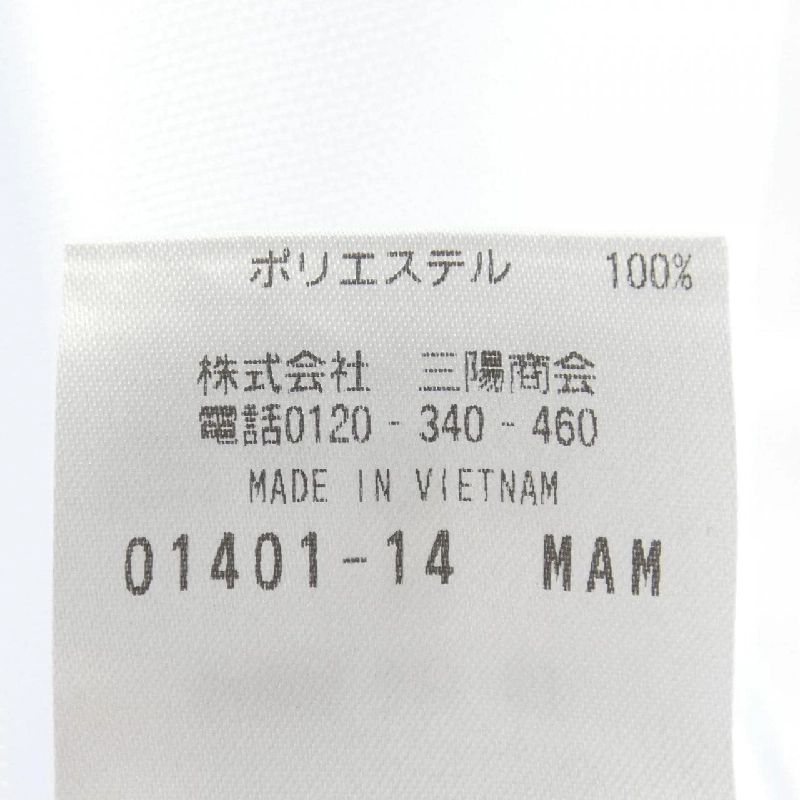 ポリエステル 100%
株式会社 三陽商会
電話0120-340-460
MADE IN VIETNAM
01401-14 MAM